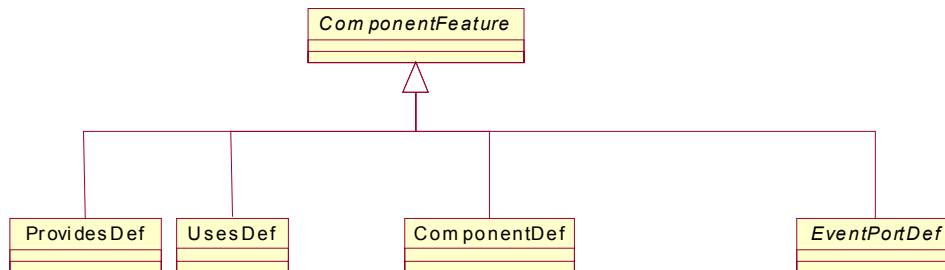 ComponentFeature
ProvidesDef
UsesDef
ComponentDef
EventPortDef